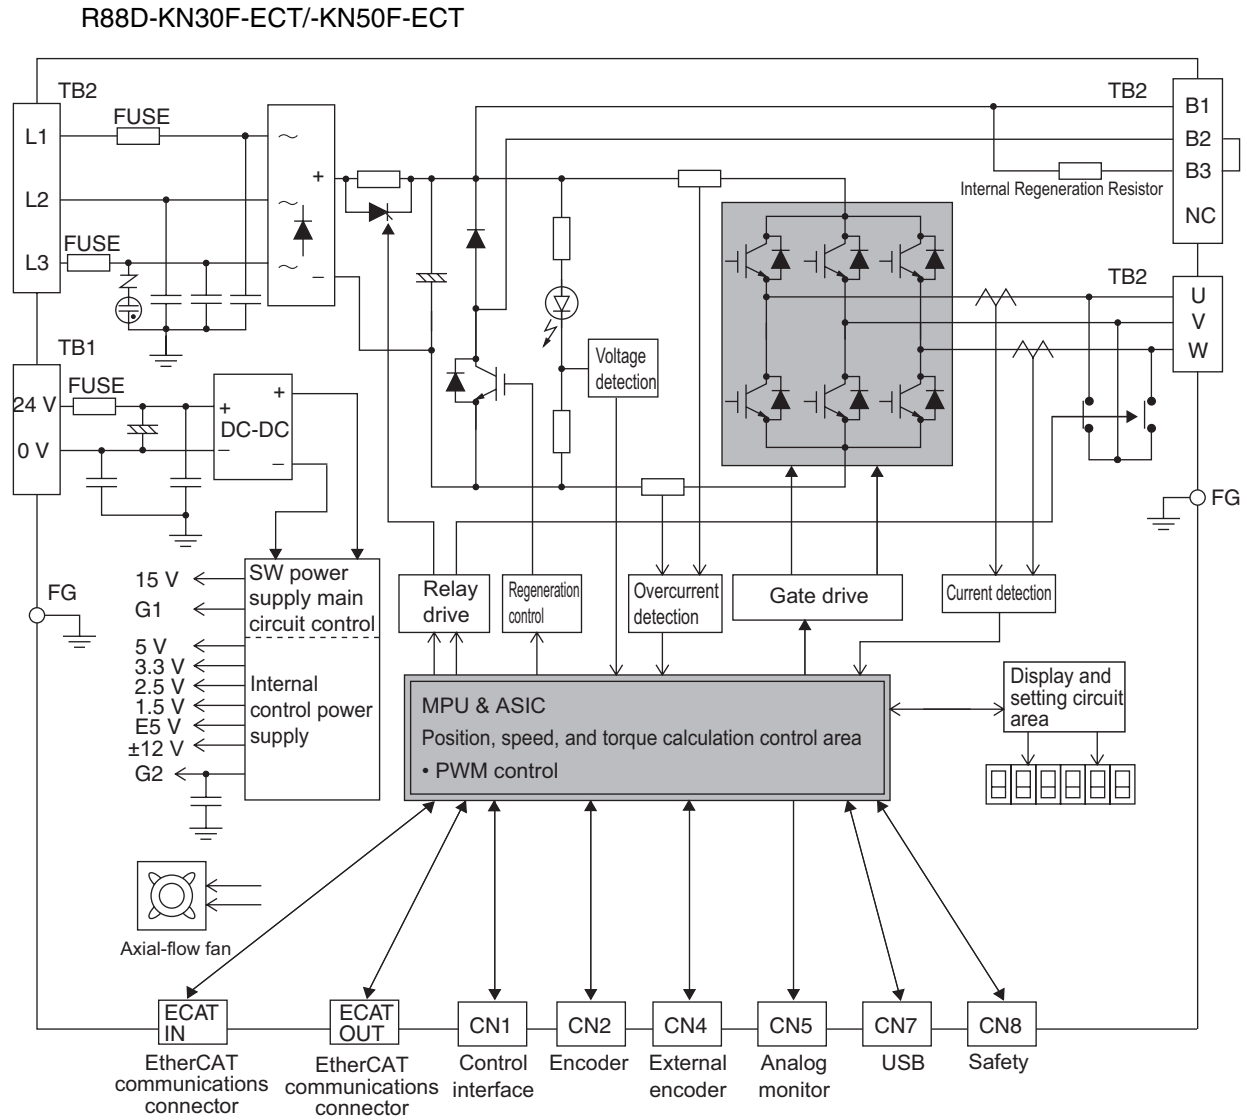 R88D-KN30F-ECT/-KN50F-ECT
TB2
FUSE
L1
L2
FUSE
L3
~
~
~
+
−
TB2
B1
B2
B3
Internal Regeneration Resistor
NC
TB2
U
V
W
TB1
FUSE
24 V
0 V
+
DC-DC
−
+
−
Voltage
detection
FG
FG
15 V
G1
5 V
3.3 V
2.5 V
1.5 V
E5 V
±12 V
G2
SW power
supply main
circuit control
Internal
control power
supply
Relay
drive
Regeneration
control
Overcurrent
detection
Gate drive
Current detection
MPU & ASIC
Position, speed, and torque calculation control area
• PWM control
Display and
setting circuit
area
Axial-flow fan
ECAT
IN
EtherCAT
communications
connector
ECAT
OUT
EtherCAT
communications
connector
CN1
Control
interface
CN2
Encoder
CN4
External
encoder
CN5
Analog
monitor
CN7
USB
CN8
Safety